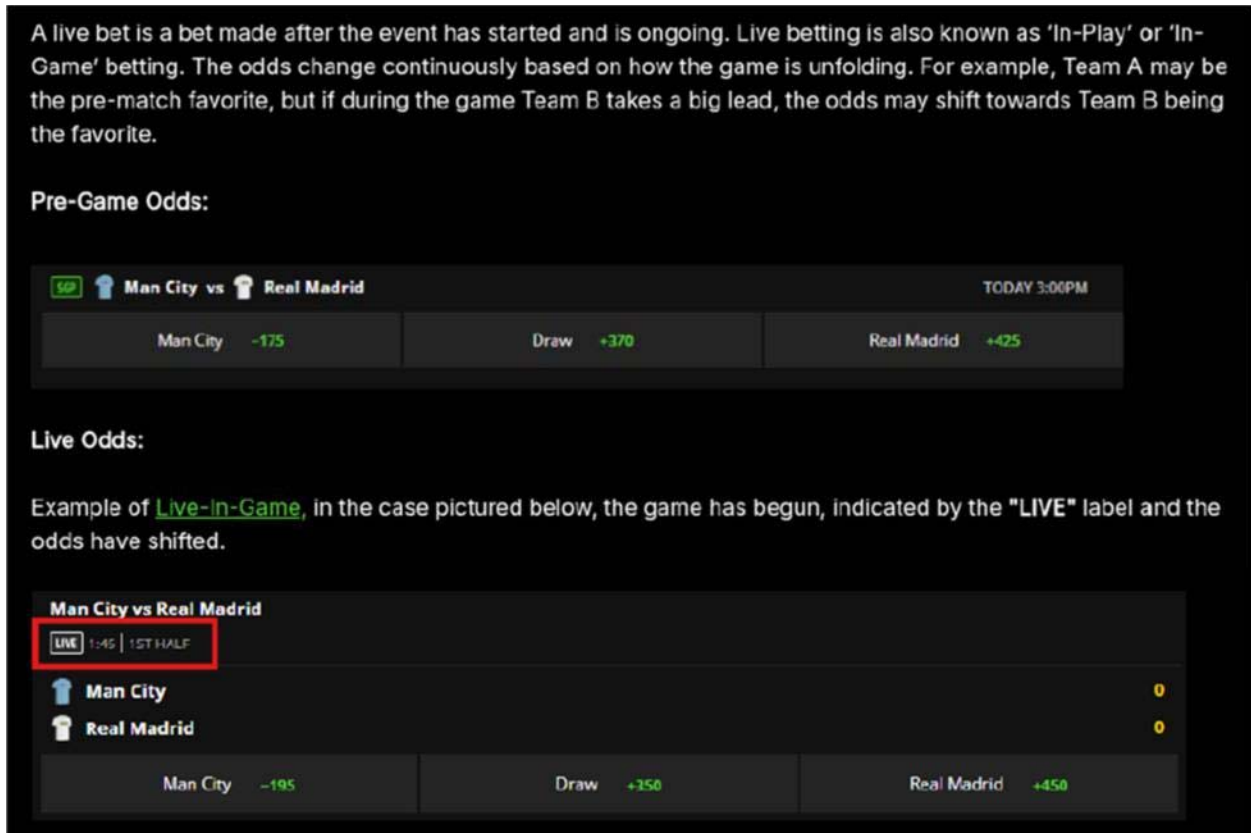 A live bet is a bet made after the event has started and is ongoing. Live betting is also known as ‘In-Play’ or ‘In-
Game’ betting. The odds change continuously based on how the game is unfolding. For example, Team A may be
the pre-match favorite, but if during the game Team B takes a big lead, the odds may shift towards Team B being
the favorite.
Pre-Game Odds:
SGP Man City vs Real Madrid TODAY 3:00PM
Man City -175 Draw +370 Real Madrid +425
Live Odds:
Example of Live-In-Game, in the case pictured below, the game has begun, indicated by the "LIVE" label and the
odds have shifted.
Man City vs Real Madrid
LIVE 1:45 | 1ST HALF
Man City 0
Real Madrid 0
Man City -195 Draw +350 Real Madrid +450